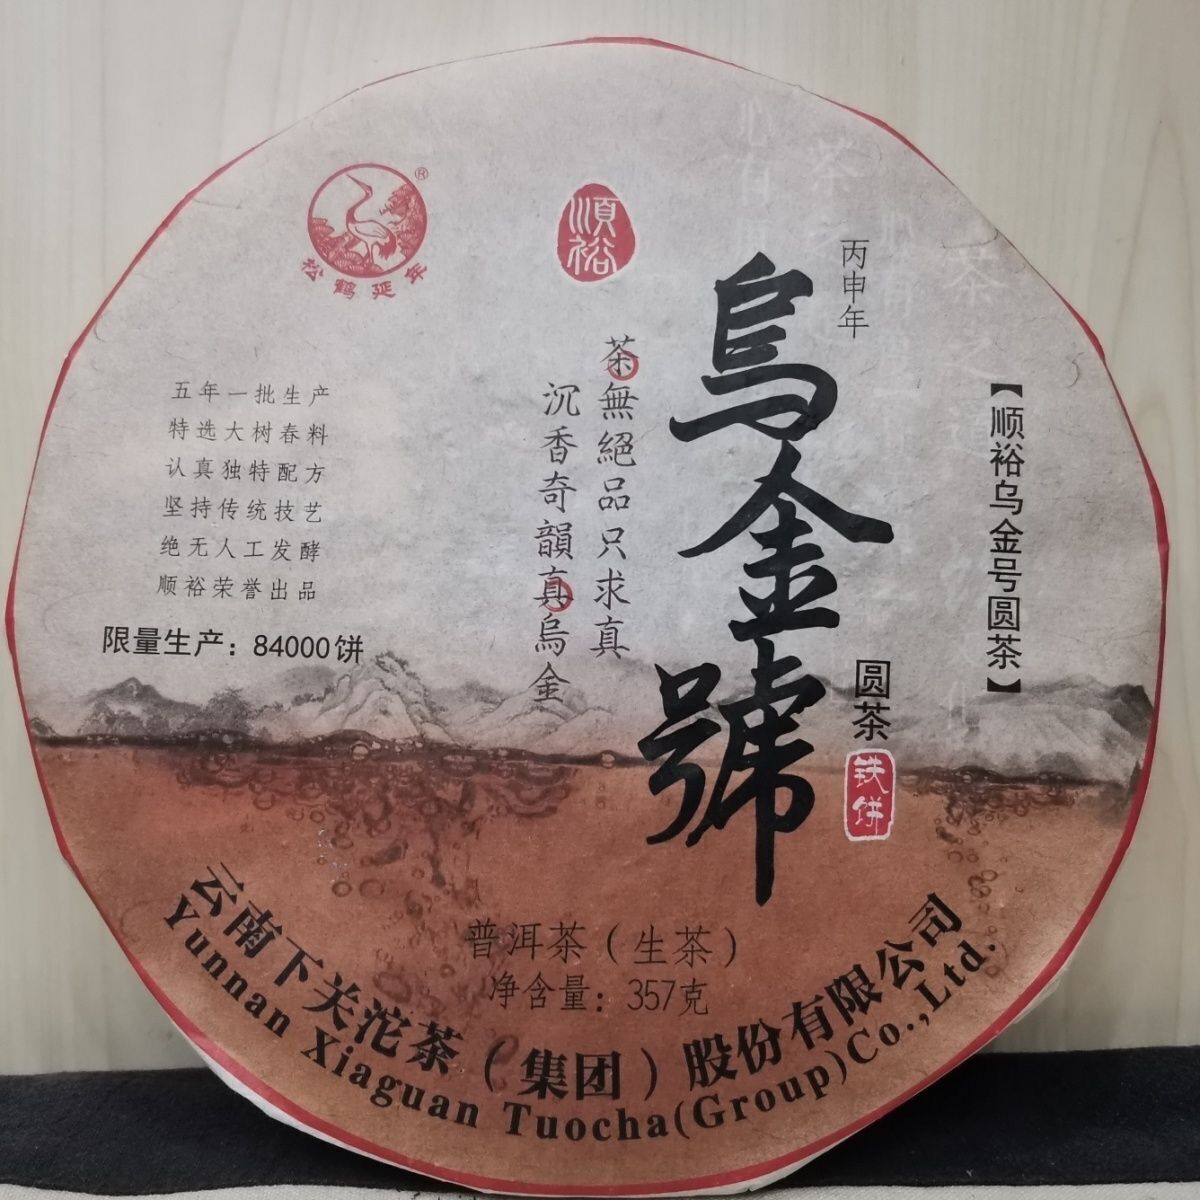 松鹤延年
®
順裕
丙申年
烏金號
圆茶
铁饼
【顺裕乌金号圆茶】
茶無絕品只求真
沉香奇韻真烏金
五年一批生产
特选大树春料
认真独特配方
坚持传统技艺
绝无人工发酵
顺裕荣誉出品
限量生产：84000饼
普洱茶（生茶）
净含量：357克
云南下关沱茶（集团）股份有限公司
Yunnan Xiaguan Tuocha(Group)Co.,Ltd.